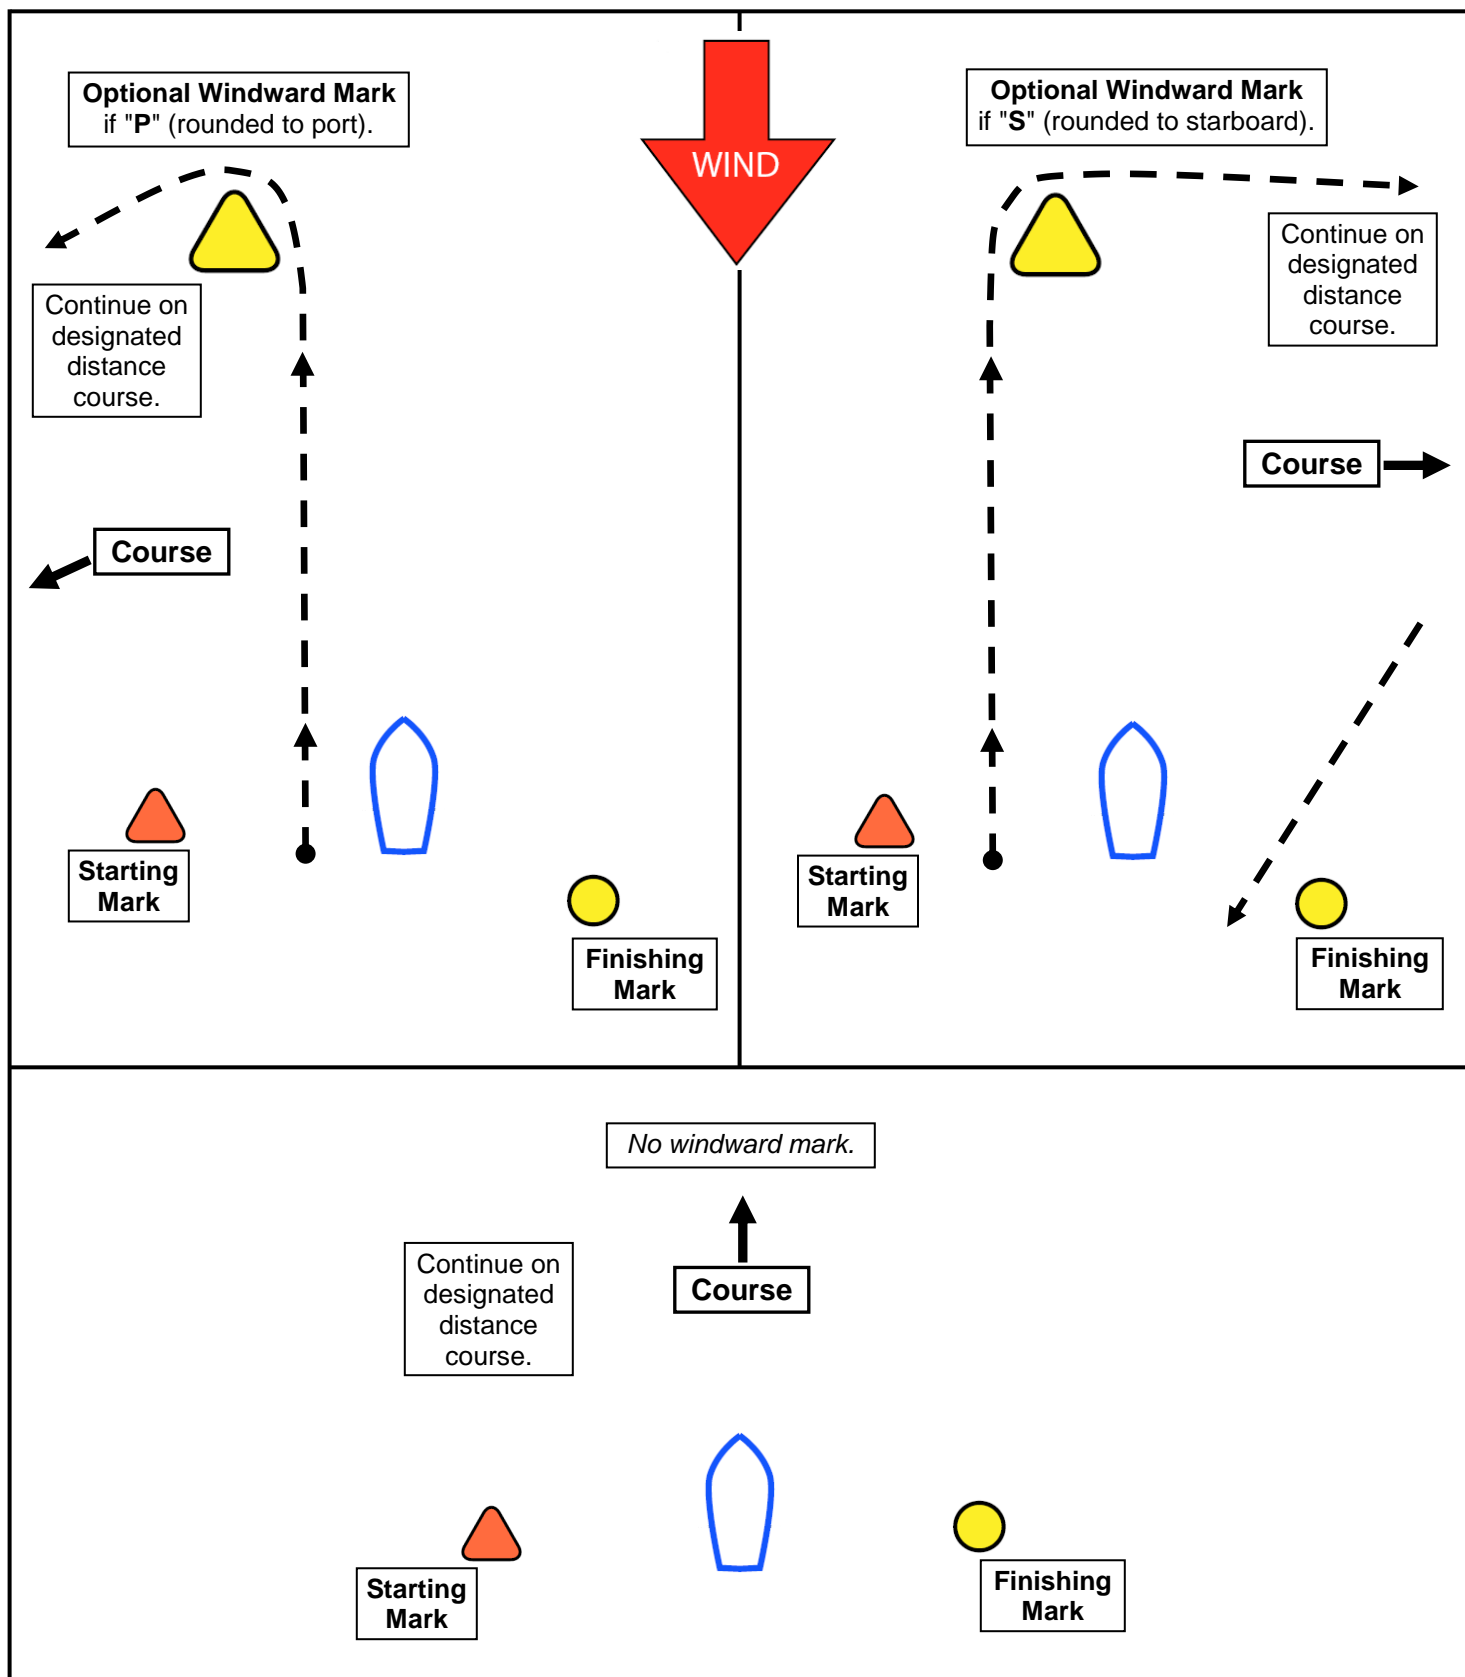 Optional Windward Mark
if "P" (rounded to port).
WIND
Optional Windward Mark
if "S" (rounded to starboard).
Continue on
designated
distance
course.
Continue on
designated
distance
course.
Course
Course
Starting
Mark
Finishing
Mark
Starting
Mark
Finishing
Mark
No windward mark.
Continue on
designated
distance
course.
Course
Starting
Mark
Finishing
Mark